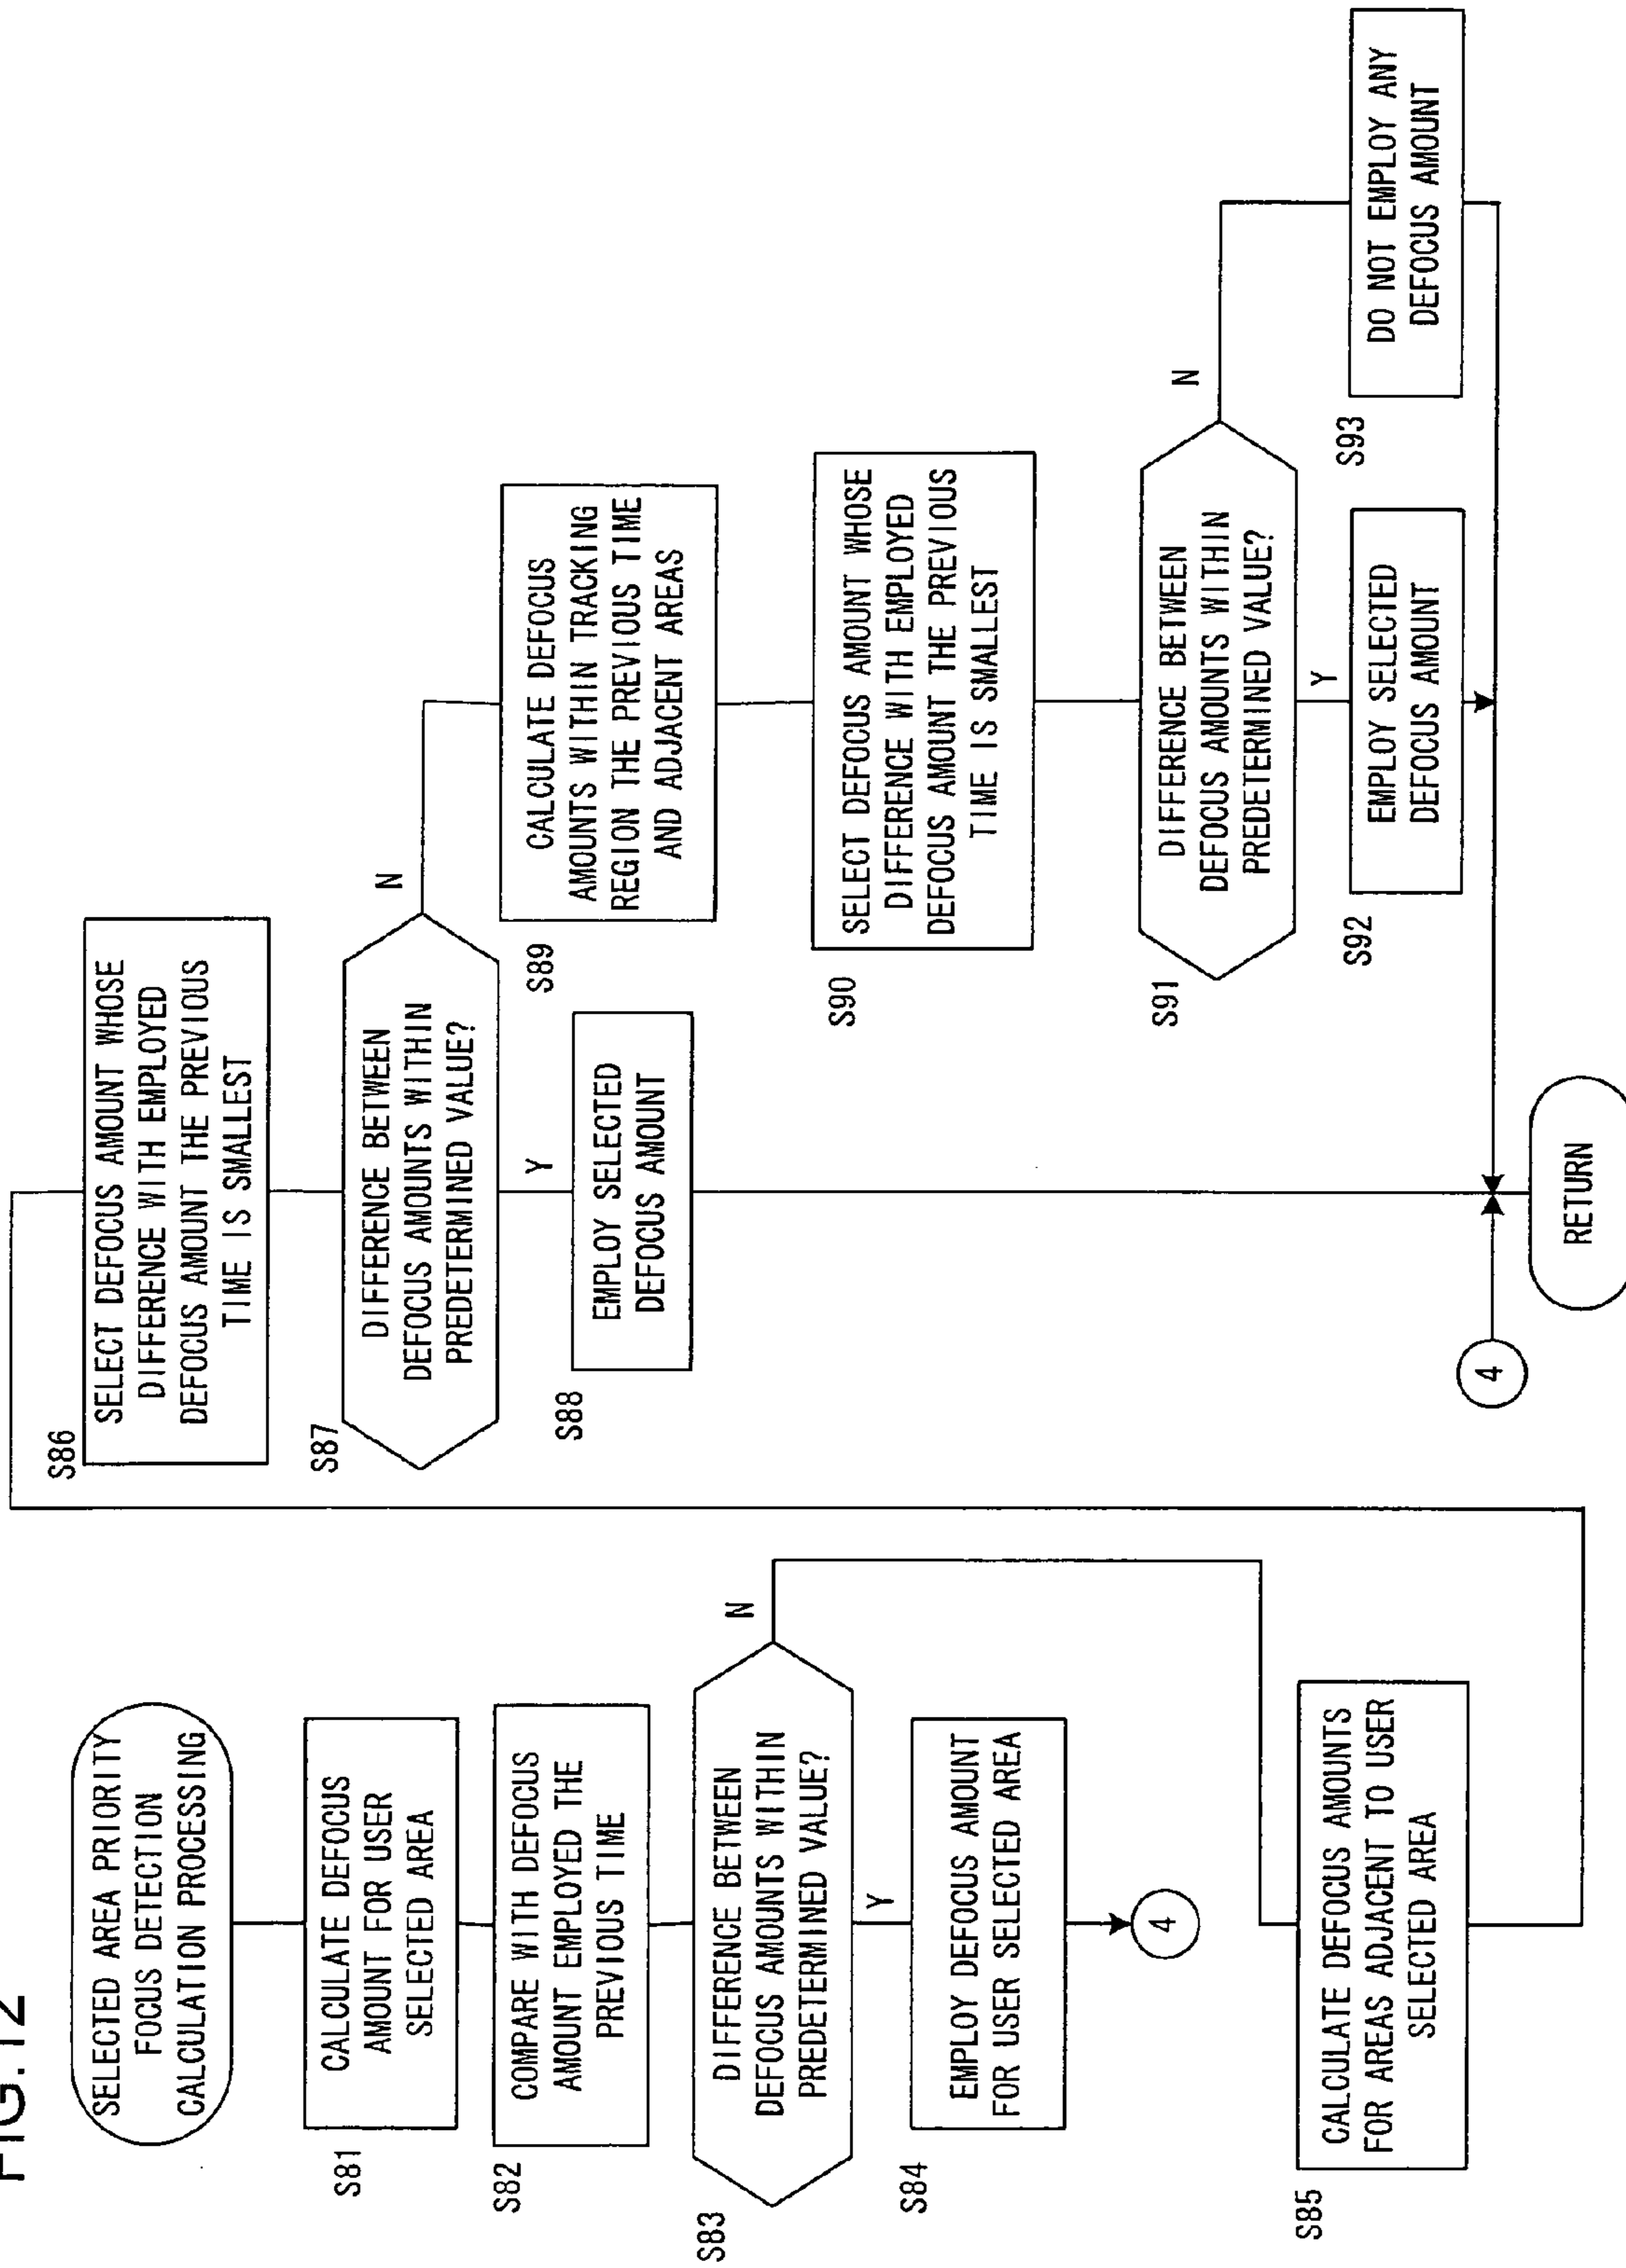 FIG.12
SELECTED AREA PRIORITY
FOCUS DETECTION
CALCULATION PROCESSING
S81
CALCULATE DEFOCUS
AMOUNT FOR USER
SELECTED AREA
S82
COMPARE WITH DEFOCUS
AMOUNT EMPLOYED THE
PREVIOUS TIME
S83
DIFFERENCE BETWEEN
DEFOCUS AMOUNTS WITHIN
PREDETERMINED VALUE?
N
Y
S84
EMPLOY DEFOCUS AMOUNT
FOR USER SELECTED AREA
4
S85
CALCULATE DEFOCUS AMOUNTS
FOR AREAS ADJACENT TO USER
SELECTED AREA
S86
SELECT DEFOCUS AMOUNT WHOSE
DIFFERENCE WITH EMPLOYED
DEFOCUS AMOUNT THE PREVIOUS
TIME IS SMALLEST
S87
DIFFERENCE BETWEEN
DEFOCUS AMOUNTS WITHIN
PREDETERMINED VALUE?
N
Y
S88
EMPLOY SELECTED
DEFOCUS AMOUNT
S89
CALCULATE DEFOCUS
AMOUNTS WITHIN TRACKING
REGION THE PREVIOUS TIME
AND ADJACENT AREAS
S90
SELECT DEFOCUS AMOUNT WHOSE
DIFFERENCE WITH EMPLOYED
DEFOCUS AMOUNT THE PREVIOUS
TIME IS SMALLEST
S91
DIFFERENCE BETWEEN
DEFOCUS AMOUNTS WITHIN
PREDETERMINED VALUE?
N
Y
S92
EMPLOY SELECTED
DEFOCUS AMOUNT
S93
DO NOT EMPLOY ANY
DEFOCUS AMOUNT
4
RETURN